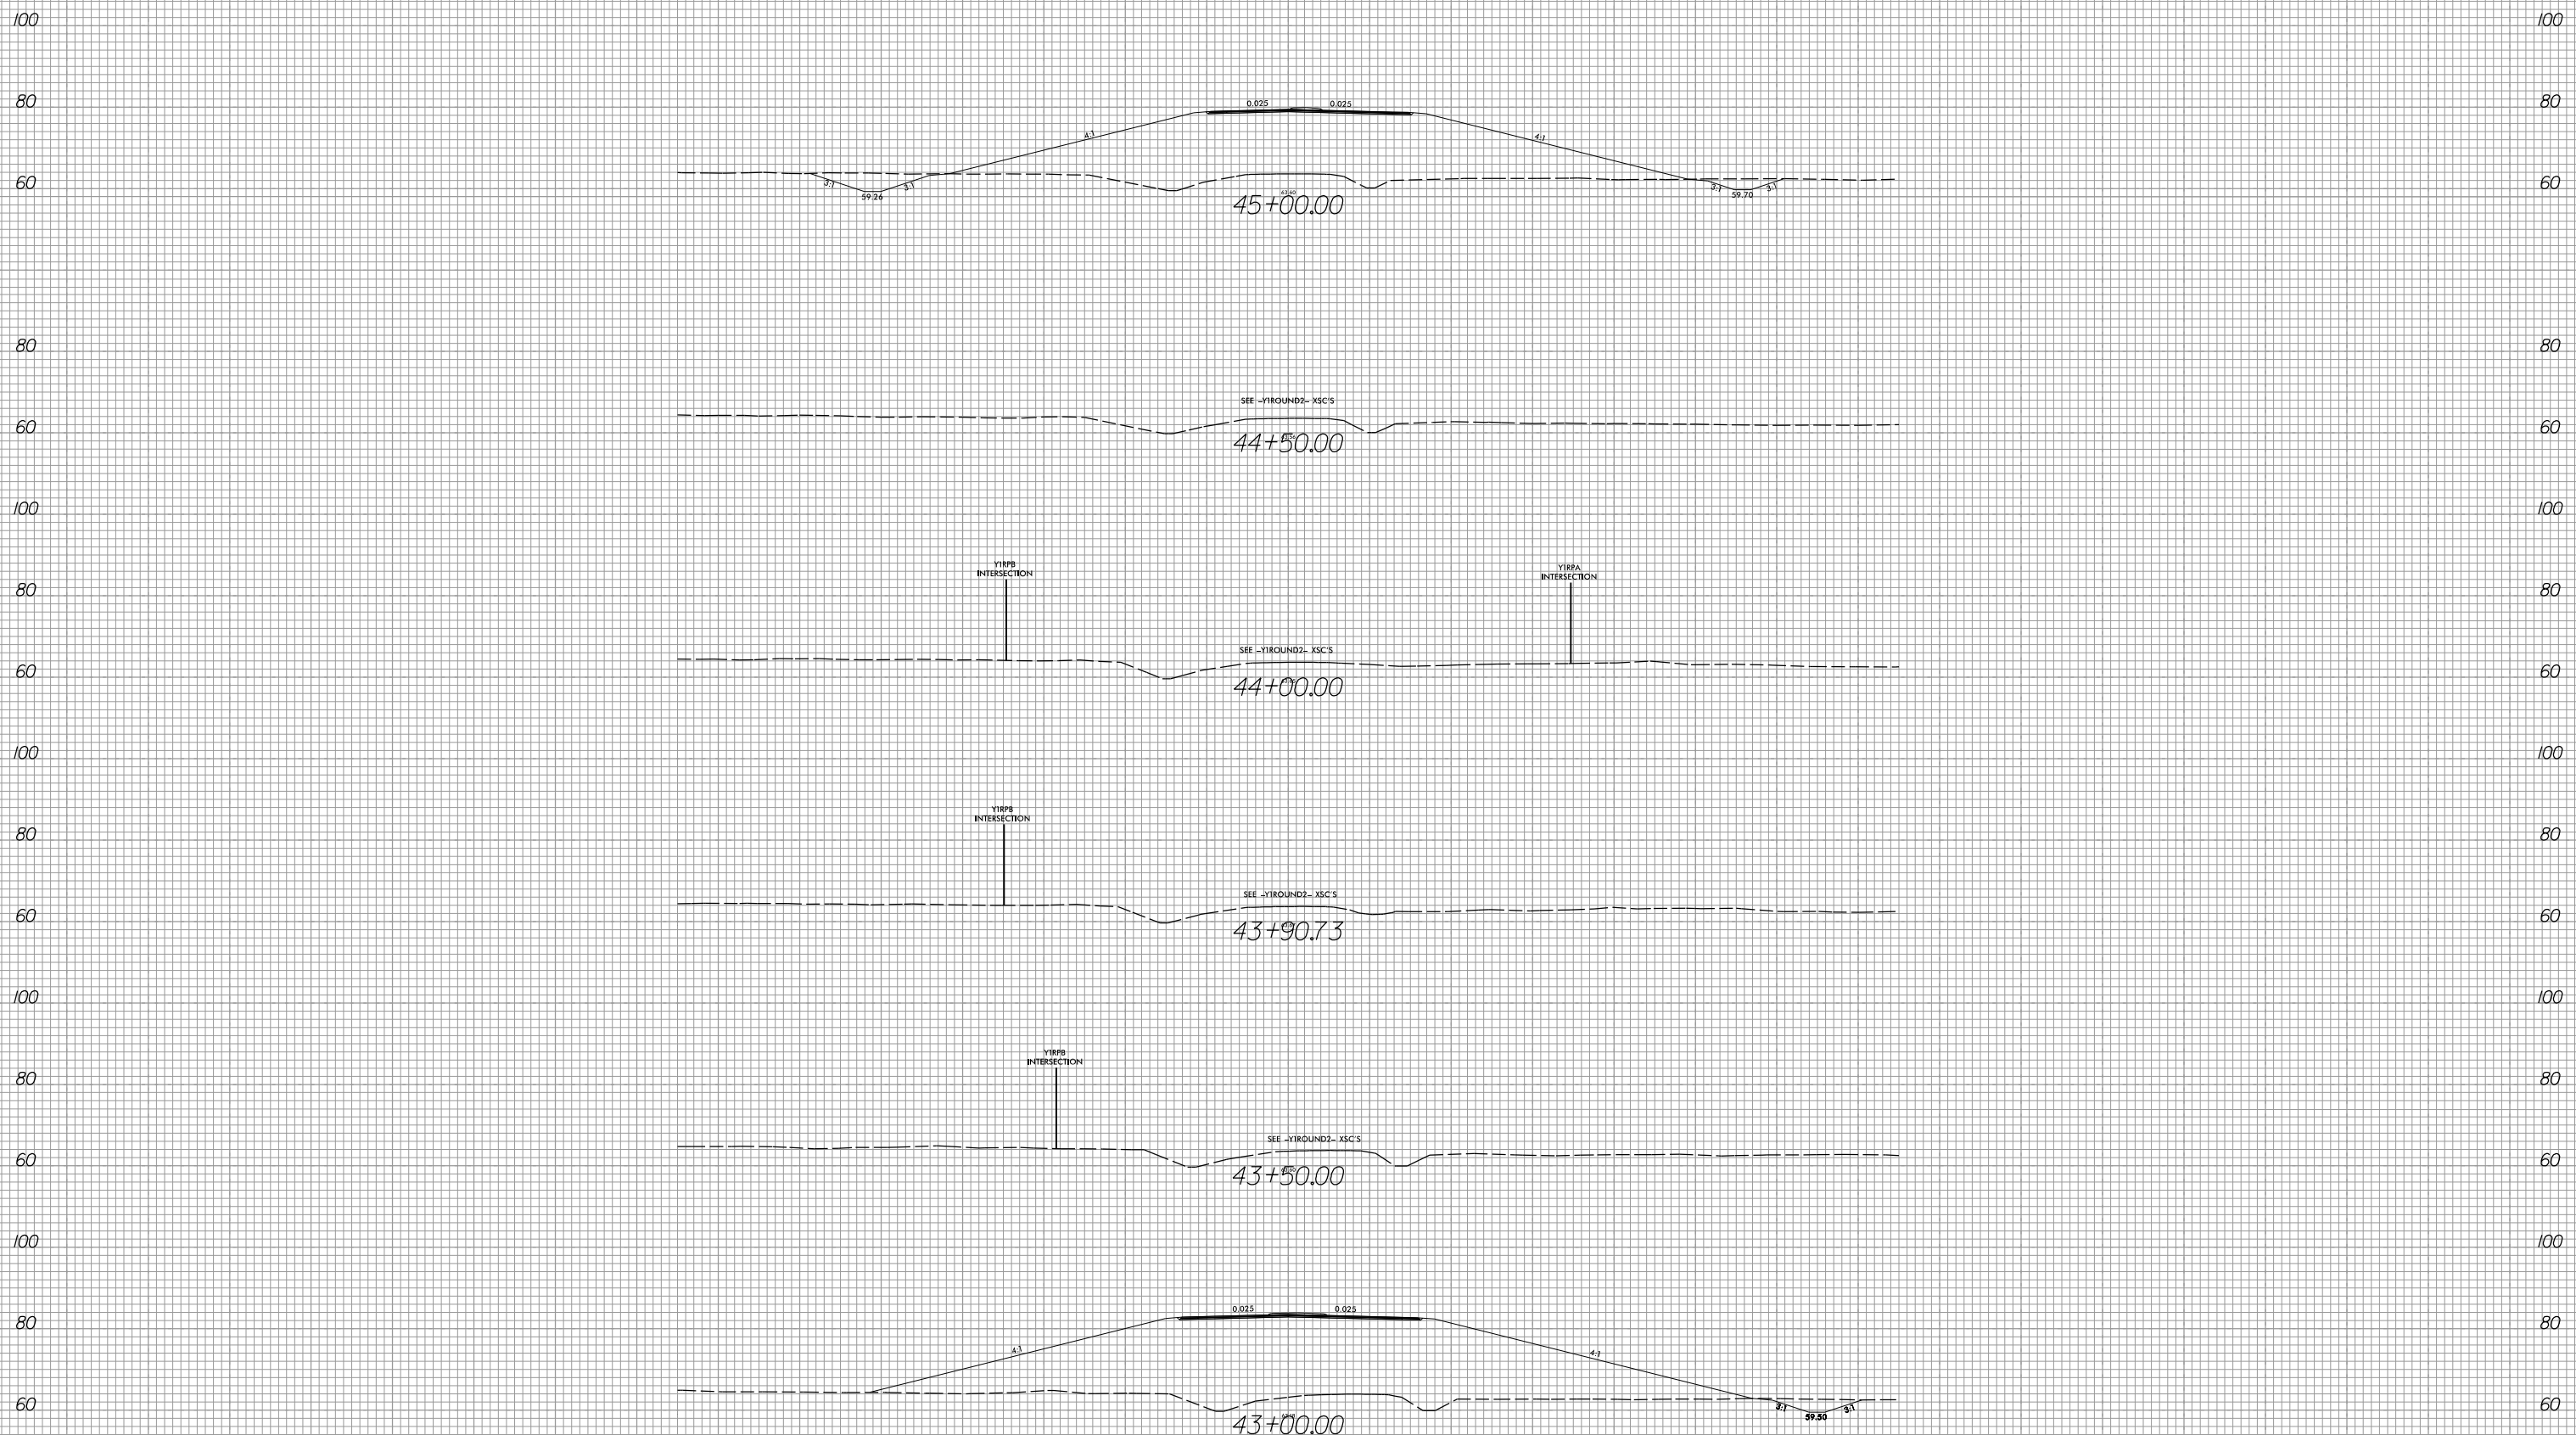 100 100
80 80
0.025 0.025
4:1 4:1
60 60
3:1 3:1 3:1 3:1
59.26 59.70
63.60
45+00.00
80 80
SEE -Y1ROUND2- XSC'S
60 60
44+50.00
100 100
Y1RPB
INTERSECTION
Y1RPA
INTERSECTION
80 80
SEE -Y1ROUND2- XSC'S
60 60
44+00.00
100 100
Y1RPB
INTERSECTION
80 80
SEE -Y1ROUND2- XSC'S
60 60
43+90.73
100 100
Y1RPB
INTERSECTION
80 80
SEE -Y1ROUND2- XSC'S
60 60
43+50.00
100 100
0.025 0.025
80 80
4:1 4:1
60 60
3:1 3:1
59.50
43+00.00